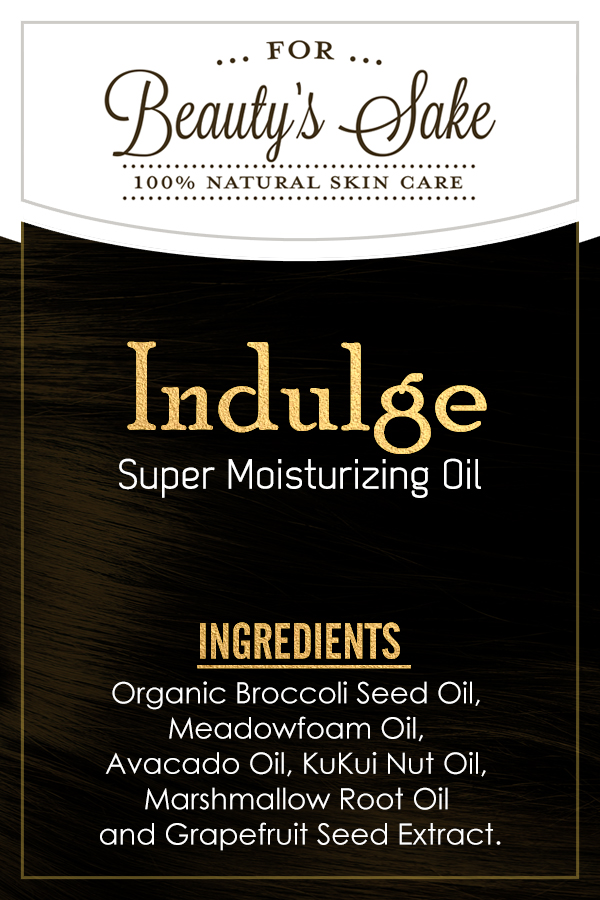 ... FOR ...
Beauty's Sake
100% NATURAL SKIN CARE
Indulge
Super Moisturizing Oil
INGREDIENTS
Organic Broccoli Seed Oil,
Meadowfoam Oil,
Avacado Oil, KuKui Nut Oil,
Marshmallow Root Oil
and Grapefruit Seed Extract.